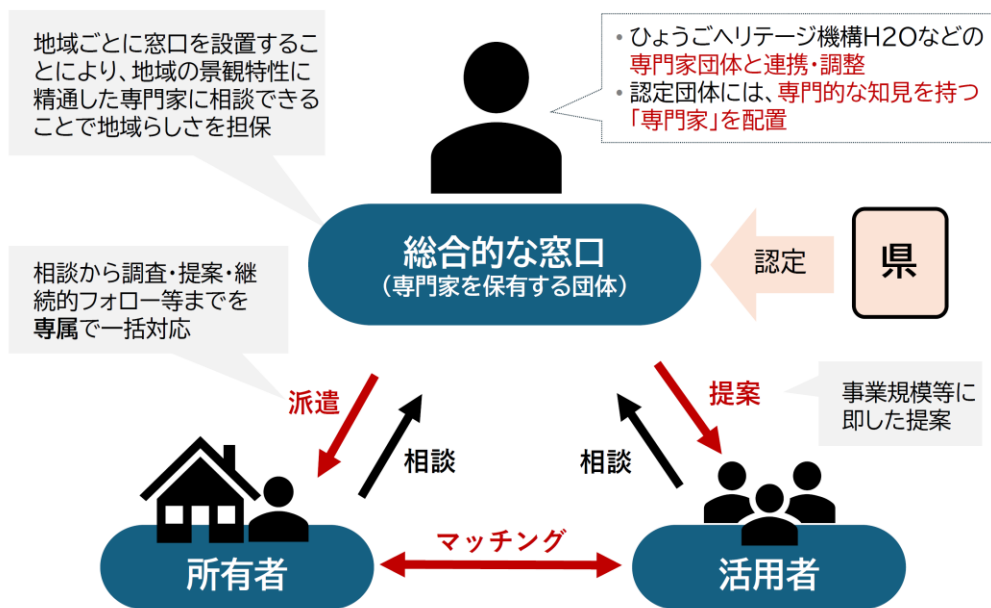 地域ごとに窓口を設置するこ
とにより、地域の景観特性に
精通した専門家に相談できる
ことで地域らしさを担保
• ひょうごヘリテージ機構H2Oなどの
専門家団体と連携・調整
• 認定団体には、専門的な知見を持つ
「専門家」を配置
総合的な窓口
（専門家を保有する団体）
認定
県
相談から調査・提案・継
続的フォロー等までを
専属で一括対応
派遣
相談
相談
提案
事業規模等に
即した提案
所有者
マッチング
活用者